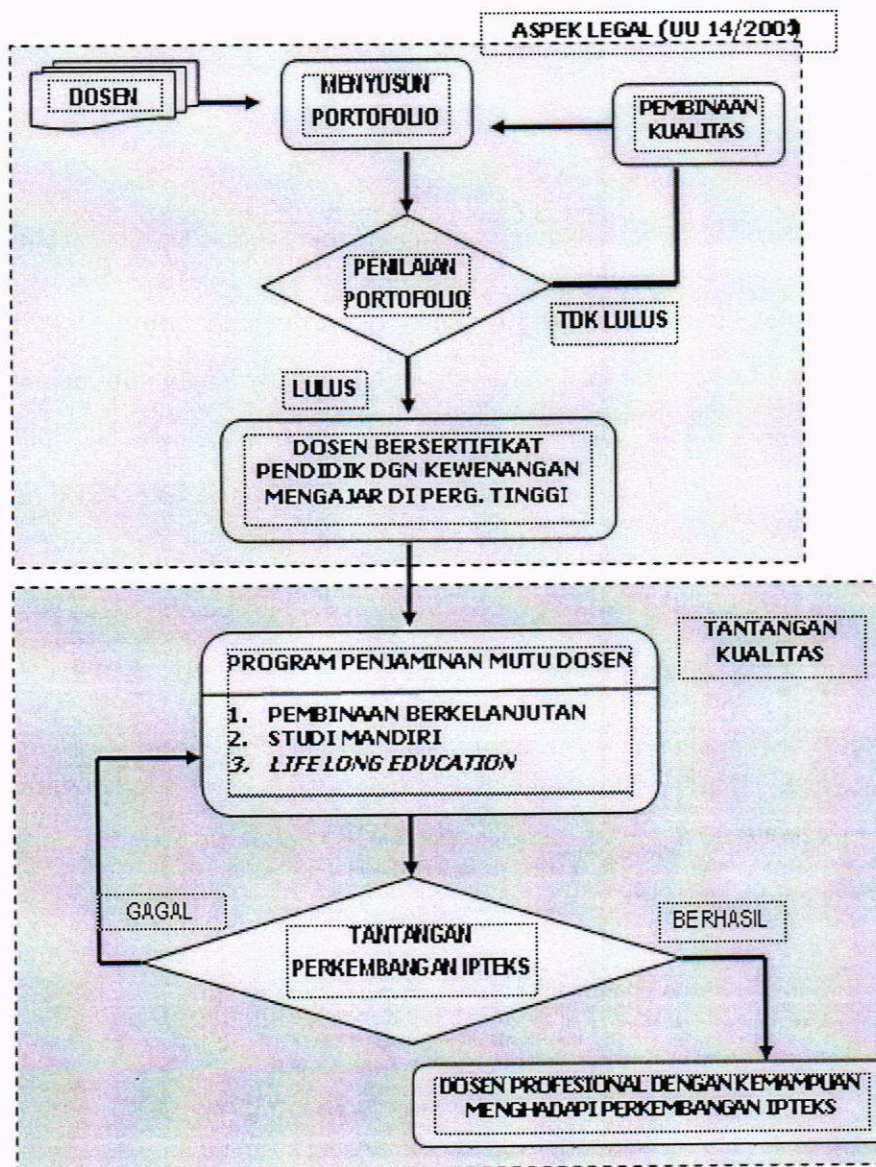 ASPEK LEGAL (UU 14/2005)
DOSEN
MENYUSUN
PORTOFOLIO
PEMBINAAN
KUALITAS
PENILAIAN
PORTOFOLIO
TDK LULUS
LULUS
DOSEN BERSERTIFIKAT
PENDIDIK DGN KEWENANGAN
MENGAJAR DI PERG. TINGGI
TANTANGAN
KUALITAS
PROGRAM PENJAMINAN MUTU DOSEN
1. PEMBINAAN BERKELANJUTAN
2. STUDI MANDIRI
3. LIFE LONG EDUCATION
GAGAL
BERHASIL
TANTANGAN
PERKEMBANGAN IPTEKS
DOSEN PROFESIONAL DENGAN KEMAMPUAN
MENGHADAPI PERKEMBANGAN IPTEKS